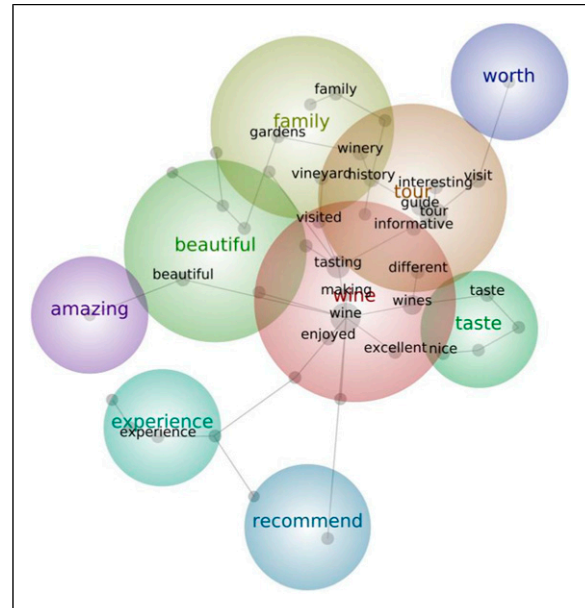 worth
family
family
gardens
winery
vineyard
history
interesting
visit
tour
guide
tour
visited
informative
beautiful
tasting
different
beautiful
making
taste
wine
wines
amazing
wine
taste
enjoyed
excellent
nice
experience
experience
recommend